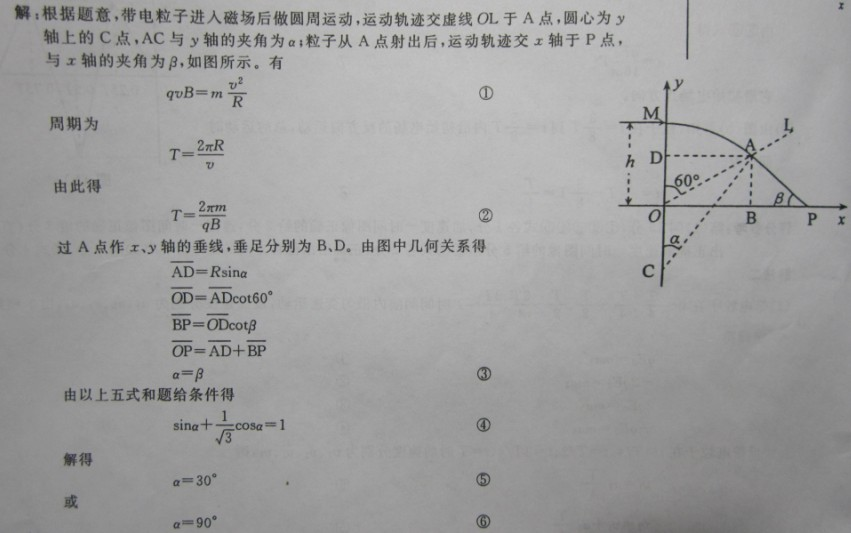 解:根据题意,带电粒子进入磁场后做圆周运动,运动轨迹交虚线OL于A点,圆心为y
轴上的C点,AC与y轴的夹角为α;粒子从A点射出后,运动轨迹交x轴于P点,
与x轴的夹角为β,如图所示。有
qvB=m v²/R ①
周期为
T=2πR/v
由此得
T=2πm/qB ②
过A点作x、y轴的垂线,垂足分别为B、D。由图中几何关系得
AD=Rsinα
OD=ADcot60°
BP=ODcotβ
OP=AD+BP
α=β ③
由以上五式和题给条件得
sinα+1/√3 cosα=1 ④
解得
α=30° ⑤
或
α=90° ⑥
y
M
L
h
D
A
60°
β
O
B
P
x
α
C